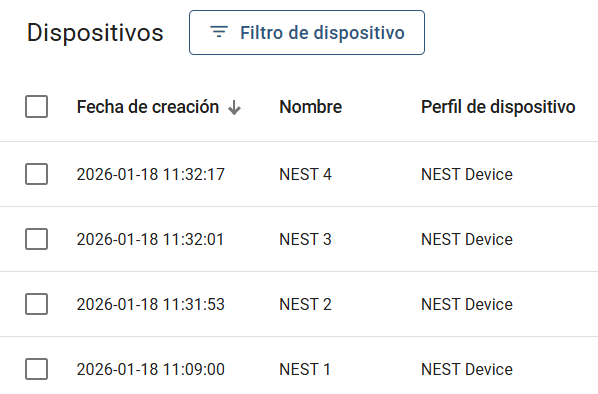 Dispositivos
Filtro de dispositivo
Fecha de creación Nombre Perfil de dispositivo
2026-01-18 11:32:17 NEST 4 NEST Device
2026-01-18 11:32:01 NEST 3 NEST Device
2026-01-18 11:31:53 NEST 2 NEST Device
2026-01-18 11:09:00 NEST 1 NEST Device